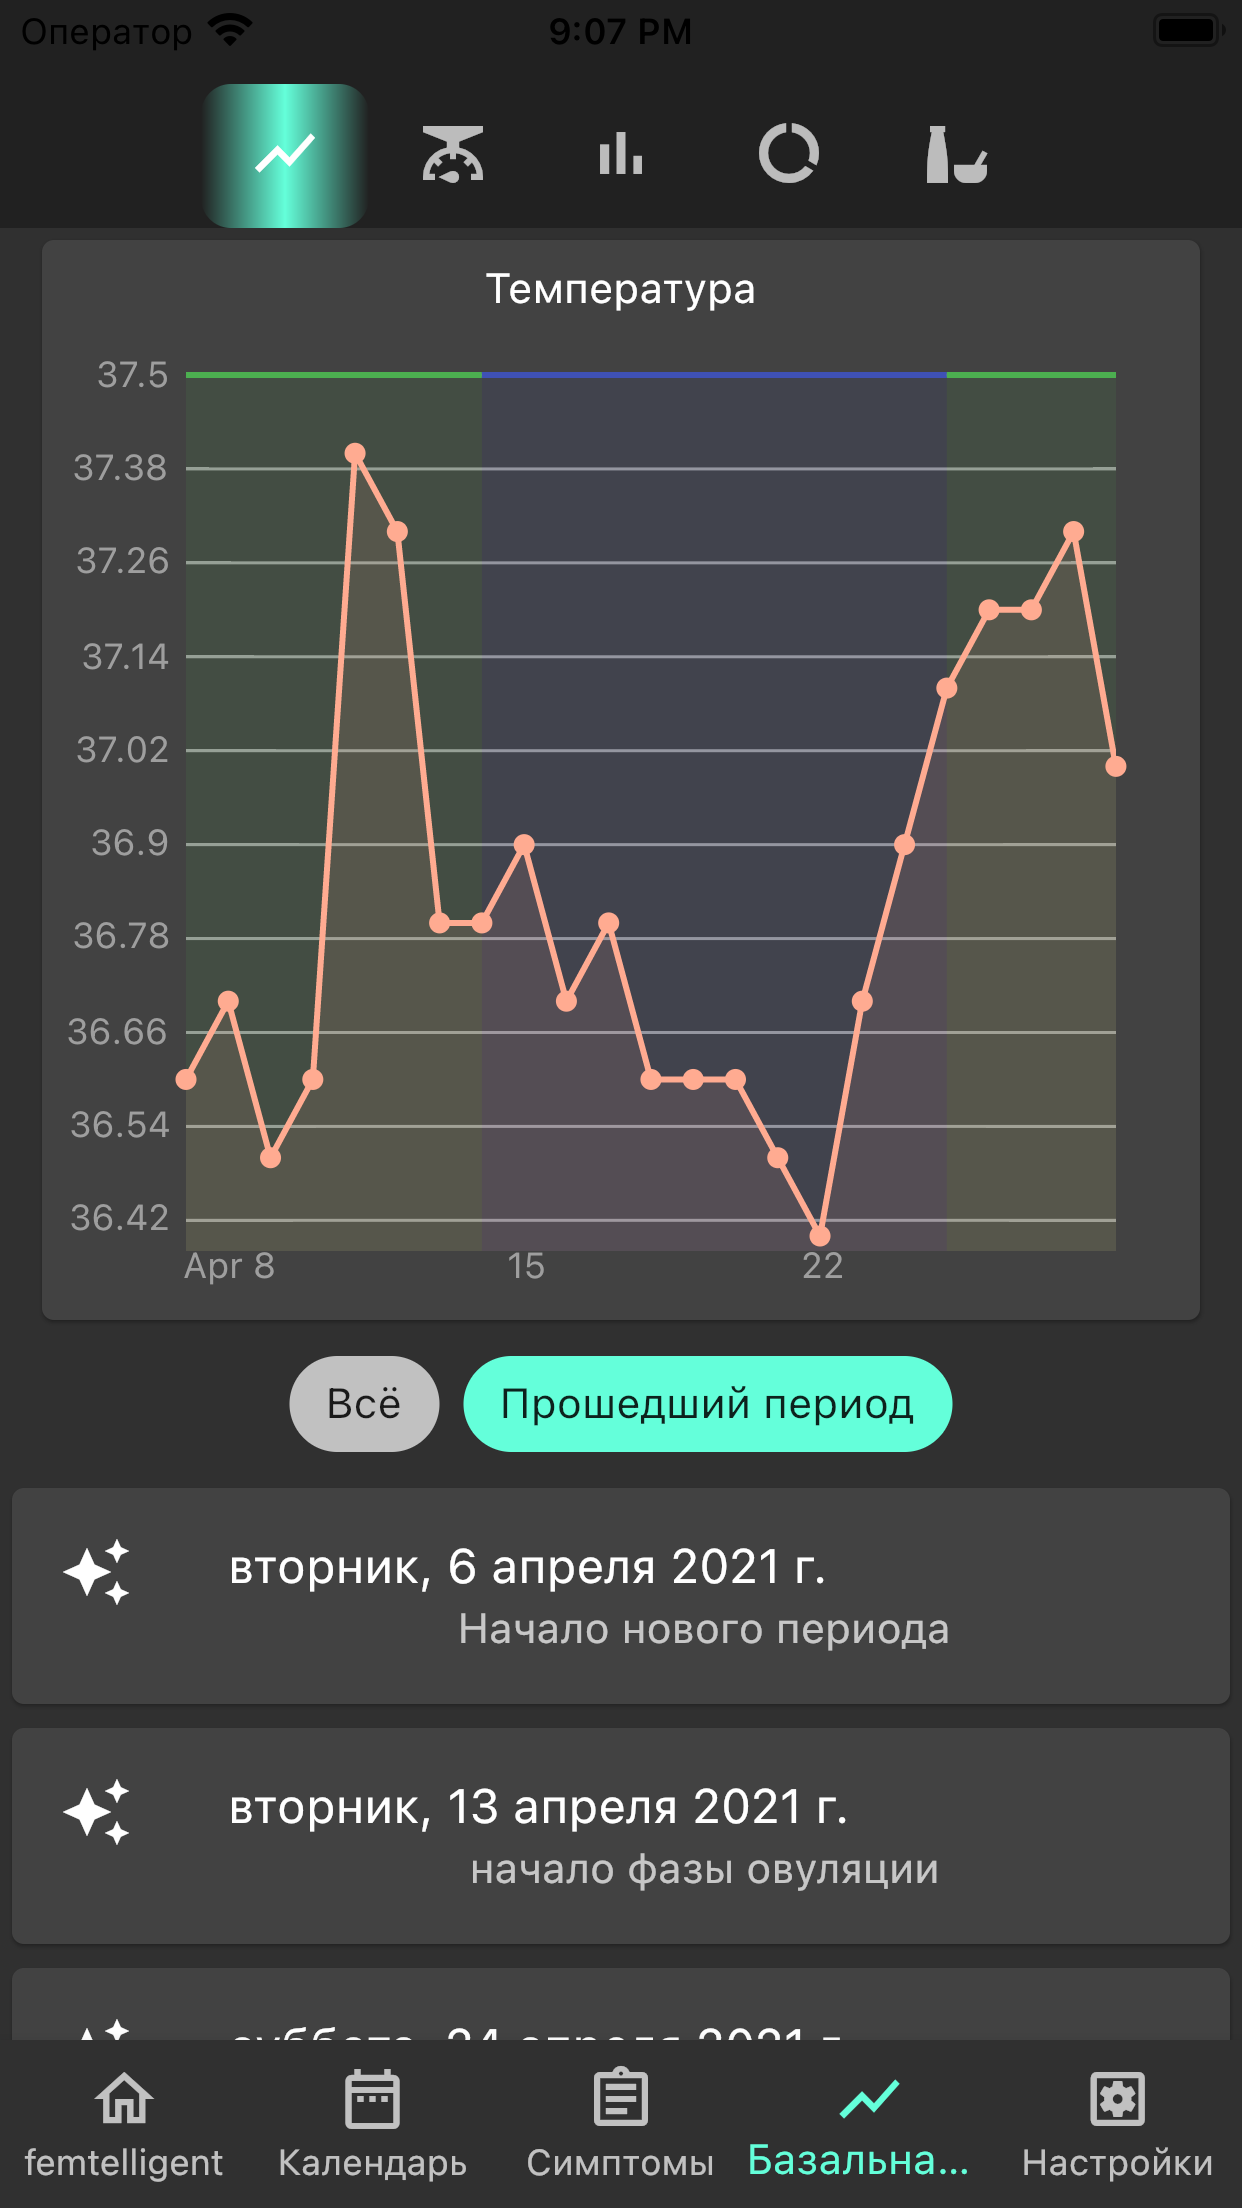 Оператор 9:07 PM
Температура
37.5
37.38
37.26
37.14
37.02
36.9
36.78
36.66
36.54
36.42
Apr 8 15 22
Всё Прошедший период
вторник, 6 апреля 2021 г.
Начало нового периода
вторник, 13 апреля 2021 г.
начало фазы овуляции
суббота, 24 апреля 2021 г.
femtelligent Календарь Симптомы Базальна... Настройки